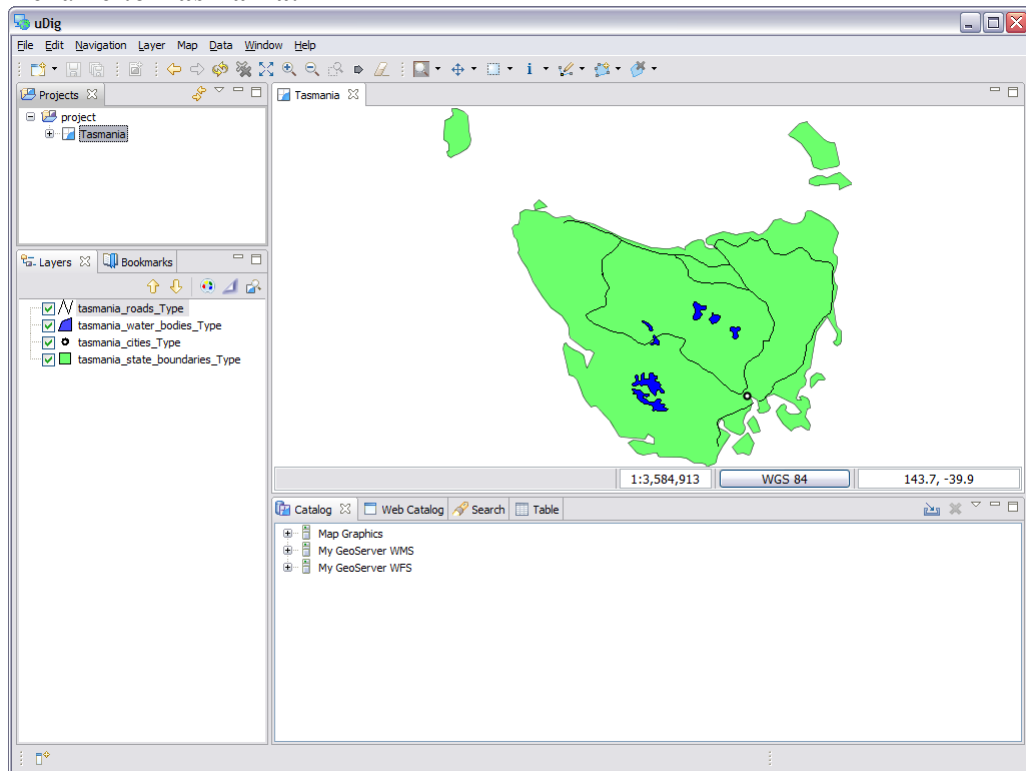 uDig
File Edit Navigation Layer Map Data Window Help
Projects
project
Tasmania
Tasmania
Layers Bookmarks
tasmania_roads_Type
tasmania_water_bodies_Type
tasmania_cities_Type
tasmania_state_boundaries_Type
1:3,584,913 WGS 84 143.7, -39.9
Catalog Web Catalog Search Table
Map Graphics
My GeoServer WMS
My GeoServer WFS